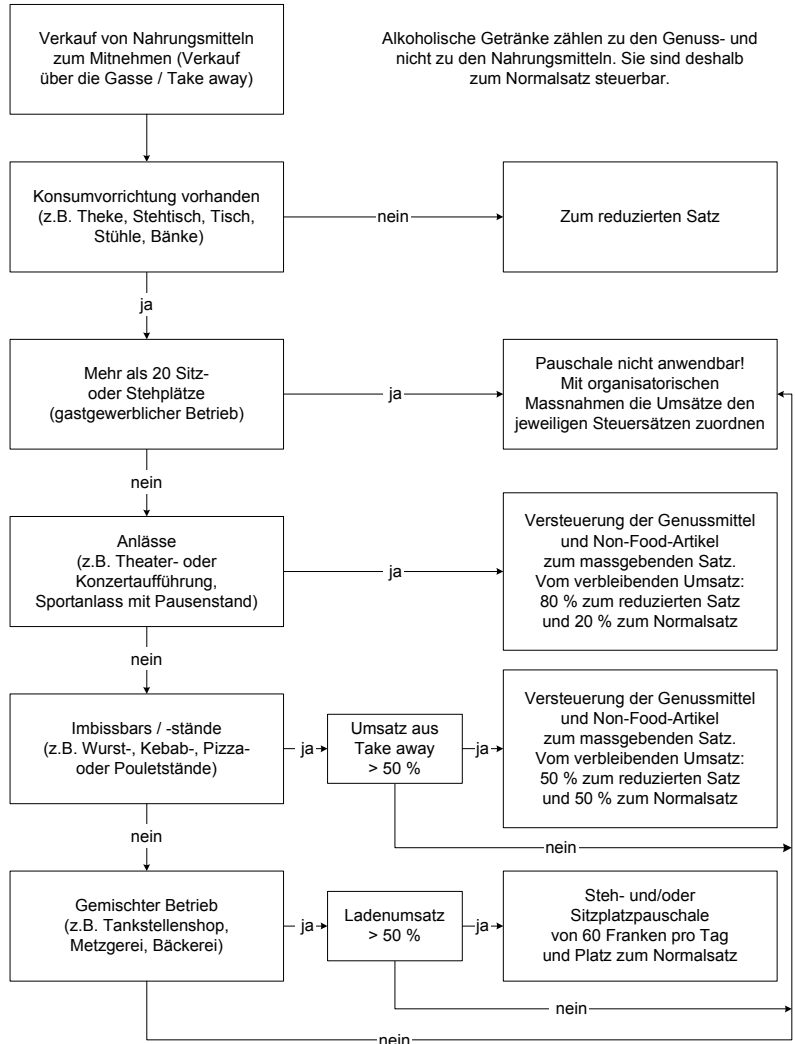 Verkauf von Nahrungsmitteln
zum Mitnehmen (Verkauf
über die Gasse / Take away)
Alkoholische Getränke zählen zu den Genuss- und
nicht zu den Nahrungsmitteln. Sie sind deshalb
zum Normalsatz steuerbar.
Konsumvorrichtung vorhanden
(z.B. Theke, Stehtisch, Tisch,
Stühle, Bänke)
nein
Zum reduzierten Satz
ja
Mehr als 20 Sitz-
oder Stehplätze
(gastgewerblicher Betrieb)
ja
Pauschale nicht anwendbar!
Mit organisatorischen
Massnahmen die Umsätze den
jeweiligen Steuersätzen zuordnen
nein
Anlässe
(z.B. Theater- oder
Konzertaufführung,
Sportanlass mit Pausenstand)
ja
Versteuerung der Genussmittel
und Non-Food-Artikel
zum massgebenden Satz.
Vom verbleibenden Umsatz:
80 % zum reduzierten Satz
und 20 % zum Normalsatz
nein
Imbissbars / -stände
(z.B. Wurst-, Kebab-, Pizza-
oder Pouletstände)
ja
Umsatz aus
Take away
> 50 %
ja
Versteuerung der Genussmittel
und Non-Food-Artikel
zum massgebenden Satz.
Vom verbleibenden Umsatz:
50 % zum reduzierten Satz
und 50 % zum Normalsatz
nein
nein
Gemischter Betrieb
(z.B. Tankstellenshop,
Metzgerei, Bäckerei)
ja
Ladenumsatz
> 50 %
ja
Steh- und/oder
Sitzplatzpauschale
von 60 Franken pro Tag
und Platz zum Normalsatz
nein
nein